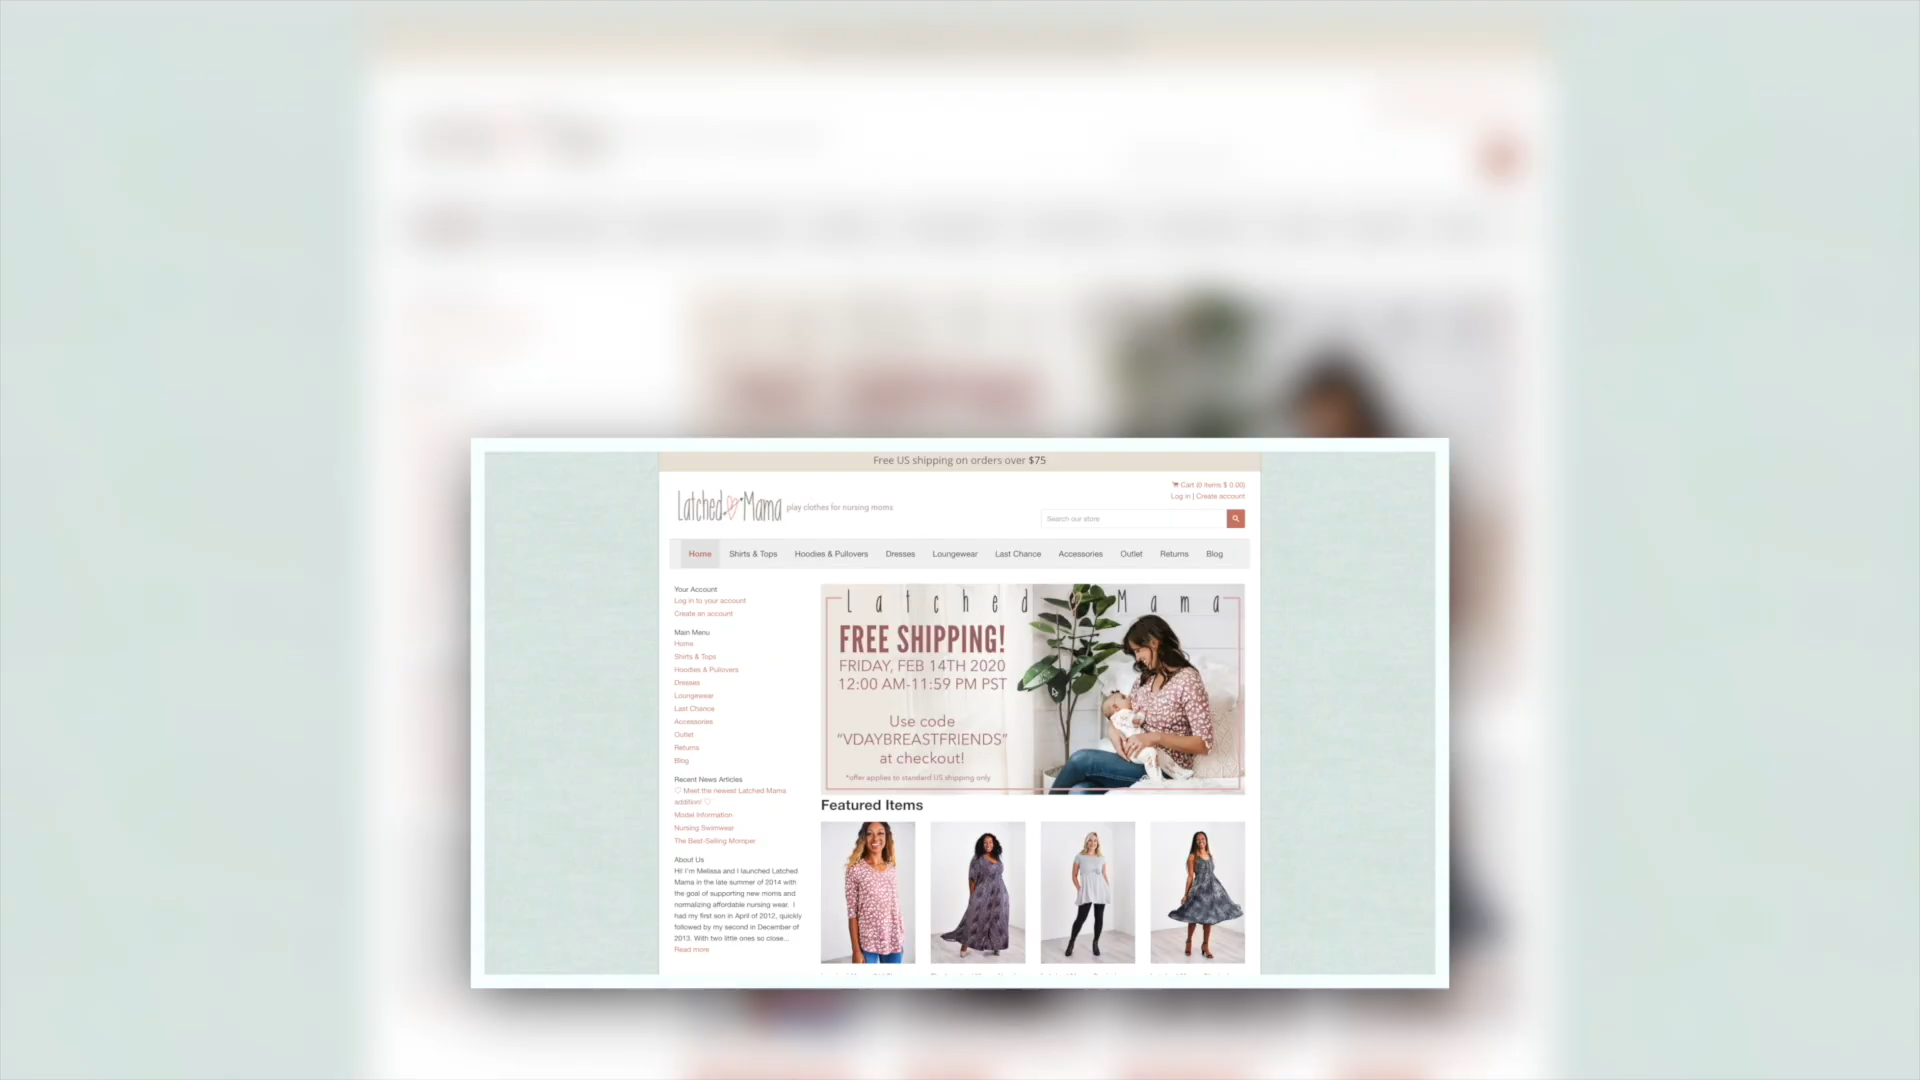 Free US shipping on orders over $75
Latched Mama play clothes for nursing moms
Cart (0 items $ 0.00)
Log in | Create account
Search our store
Home Shirts & Tops Hoodies & Pullovers Dresses Loungewear Last Chance Accessories Outlet Returns Blog
Your Account
Log in to your account
Create an account
Main Menu
Home
Shirts & Tops
Hoodies & Pullovers
Dresses
Loungewear
Last Chance
Accessories
Outlet
Returns
Blog
Recent News Articles
♡ Meet the newest Latched Mama
addition! ♡
Model Information
Nursing Swimwear
The Best-Selling Momper
About Us
Hi! I'm Melissa and I launched Latched
Mama in the late summer of 2014 with
the goal of supporting new moms and
normalizing affordable nursing wear. I
had my first son in April of 2012, quickly
followed by my second in December of
2013. With two little ones so close...
Read more
Latched Mama
FREE SHIPPING!
FRIDAY, FEB 14TH 2020
12:00 AM-11:59 PM PST
Use code
"VDAYBREASTFRIENDS"
at checkout!
*offer applies to standard US shipping only
Featured Items